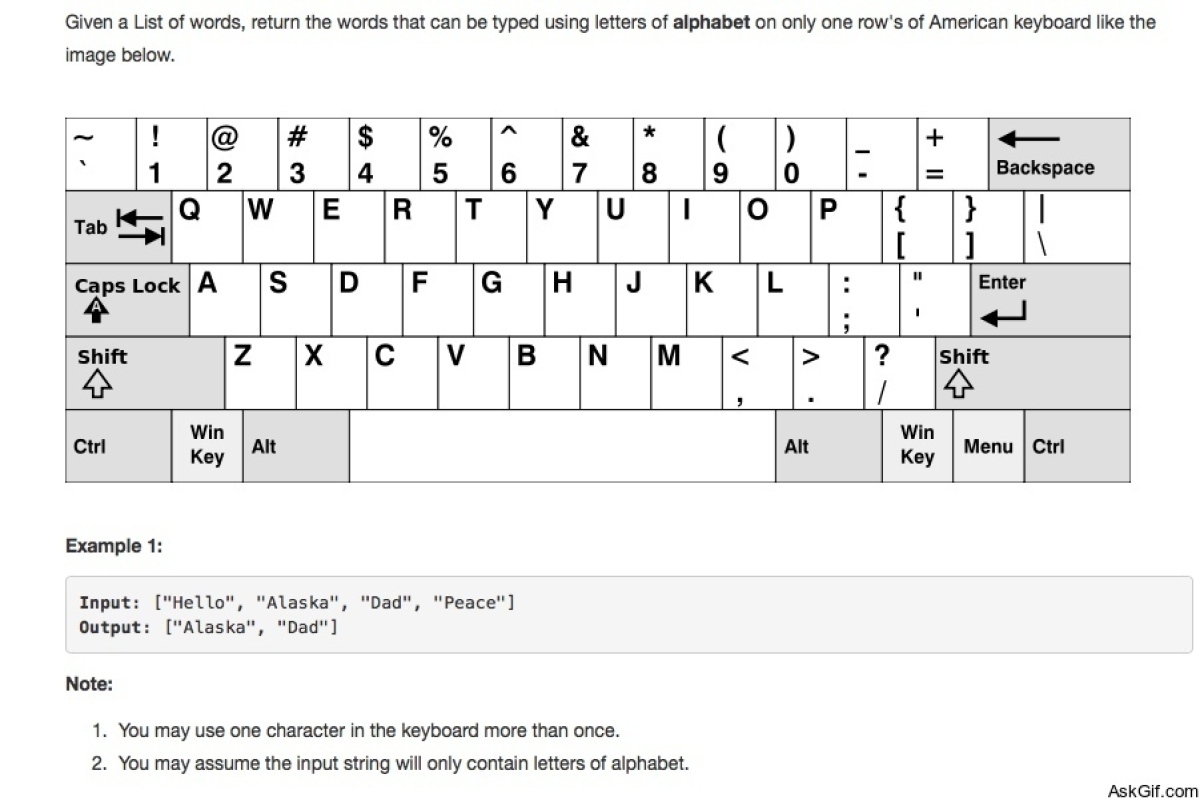 Given a List of words, return the words that can be typed using letters of alphabet on only one row's of American keyboard like the
image below.
~ ! @ # $ % ^ & * ( ) _ +
` 1 2 3 4 5 6 7 8 9 0 - = Backspace
Tab Q W E R T Y U I O P { } |
[ ] \
Caps Lock A S D F G H J K L : " Enter
A ; '
Shift Z X C V B N M < > ? Shift
, . /
Ctrl Win Key Alt Alt Win Key Menu Ctrl
Example 1:
Input: ["Hello", "Alaska", "Dad", "Peace"]
Output: ["Alaska", "Dad"]
Note:
1. You may use one character in the keyboard more than once.
2. You may assume the input string will only contain letters of alphabet.
AskGif.com